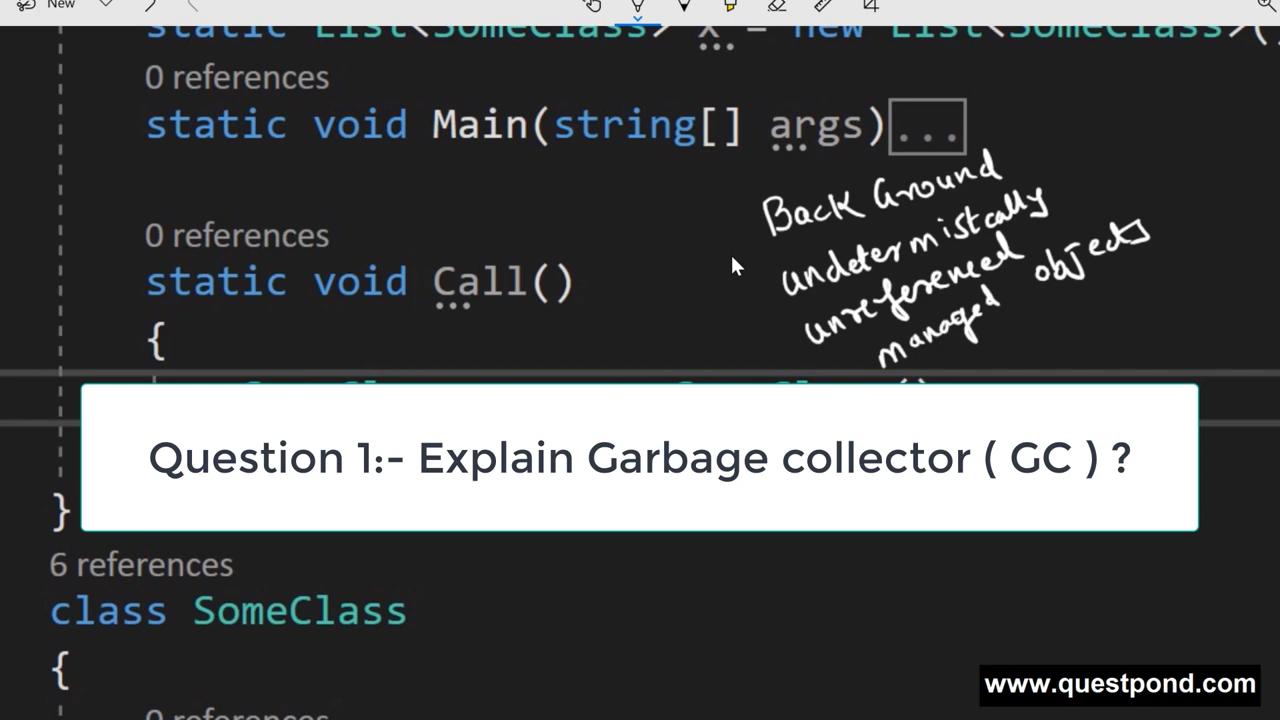 New
static List<SomeClass> x = new List<SomeClass>(
0 references
static void Main(string[] args)...
Back Ground
undetermistically
unreferenced
managed objects
0 references
static void Call()
{
Question 1:- Explain Garbage collector ( GC ) ?
}
6 references
class SomeClass
{
www.questpond.com
0 references